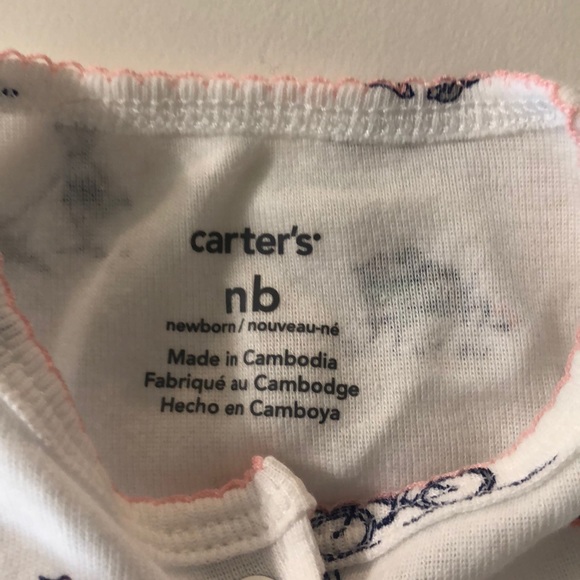 carter's
nb
newborn/nouveau-né
Made in Cambodia
Fabriqué au Cambodge
Hecho en Camboya